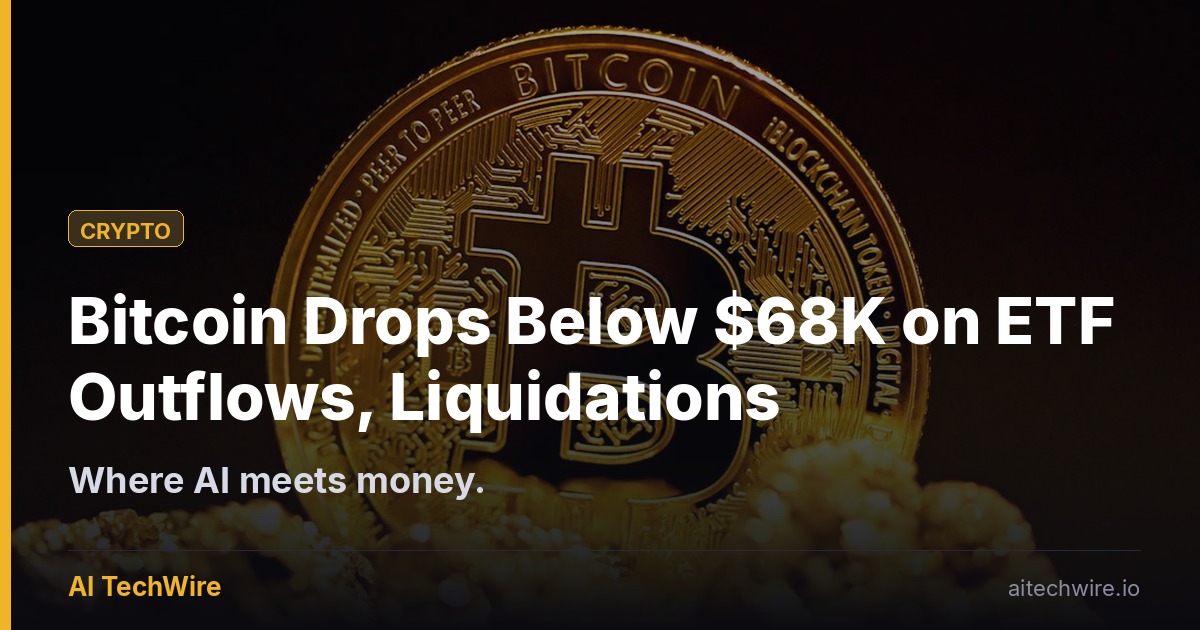 BITCOIN
PEER TO PEER
BLOCKCHAIN TOKEN · DIGITAL
CRYPTO
Bitcoin Drops Below $68K on ETF
Outflows, Liquidations
Where AI meets money.
AI TechWire
aitechwire.io